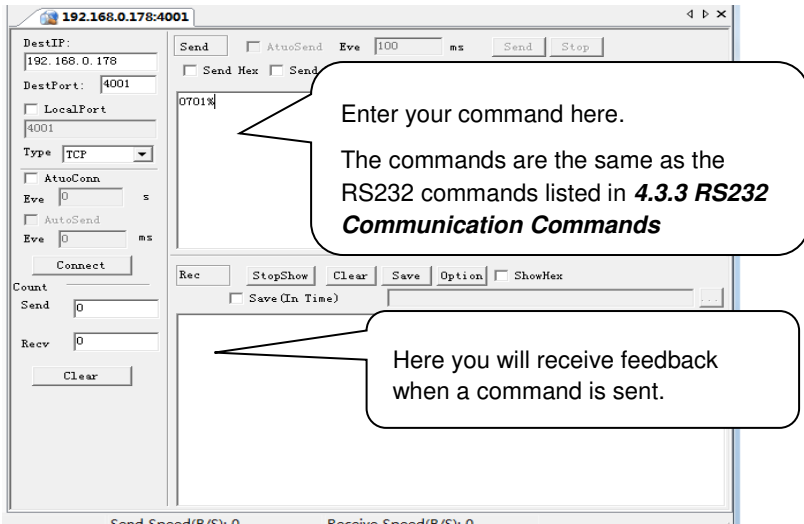 192.168.0.178:4001
DestIP:
192.168.0.178
DestPort: 4001
LocalPort
4001
Type TCP
AtuoConn
Eve 0 s
AutoSend
Eve 0 ms
Connect
Count
Send 0
Recv 0
Clear
Send AtuoSend Eve 100 ms Send Stop
Send Hex Send
0701%
Enter your command here.
The commands are the same as the
RS232 commands listed in 4.3.3 RS232
Communication Commands
Rec StopShow Clear Save Option ShowHex
Save(In Time) ...
Here you will receive feedback
when a command is sent.
Send Speed(B/S): 0 Receive Speed(B/S): 0